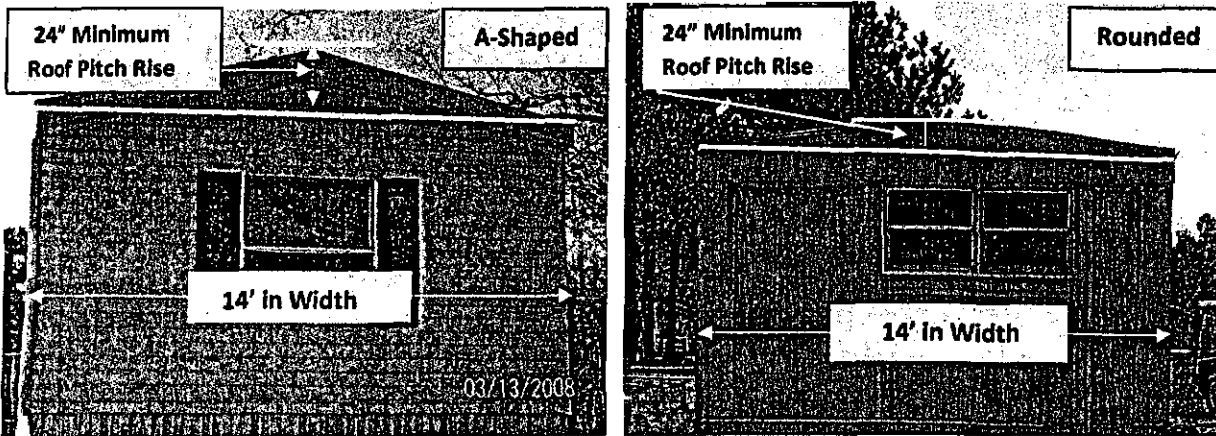 24" Minimum
Roof Pitch Rise
A-Shaped
14' in Width
03/13/2008
24" Minimum
Roof Pitch Rise
Rounded
14' in Width